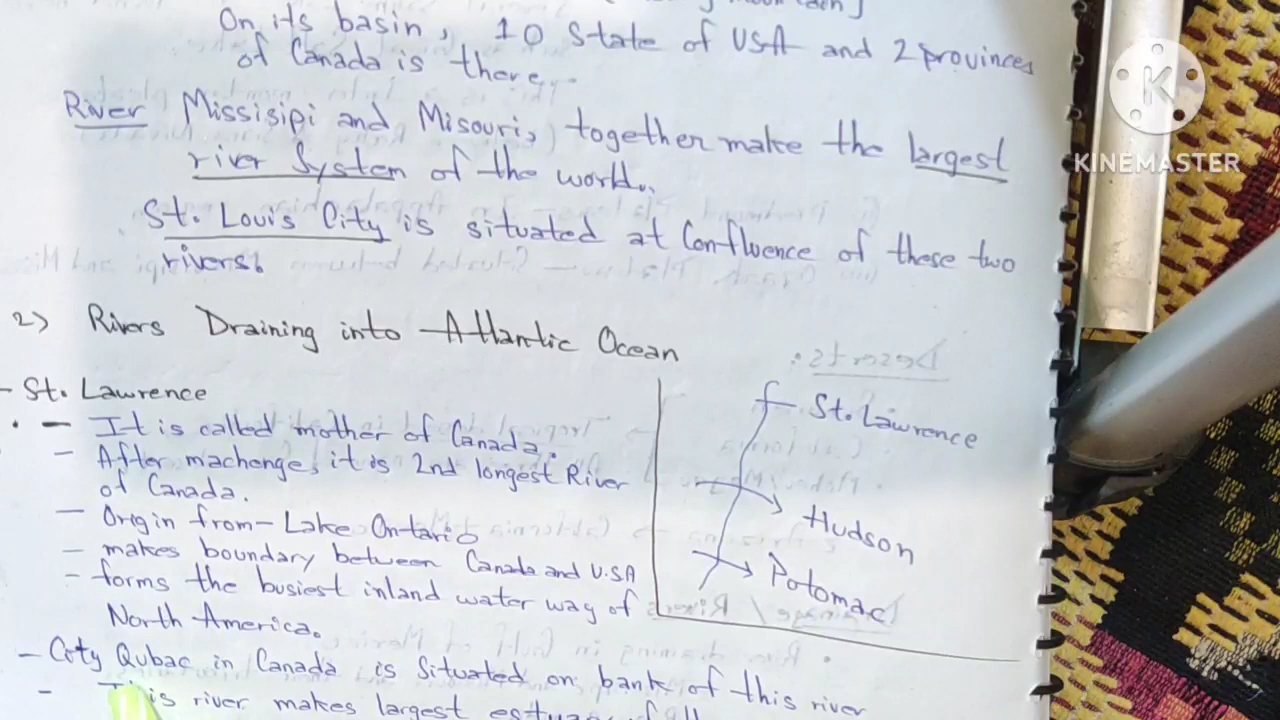 On its basin, 10 State of USA and 2 provinces
of Canada is there.
River Missisipi and Misouri, together make the largest
river System of the world.
St. Louis City is situated at Confluence of these two
rivers.
2) Rivers Draining into Atlantic Ocean
- St. Lawrence
- It is called mother of Canada.
- After machenge, it is 2nd longest River
of Canada.
- Origin from - Lake Ontario
- makes boundary between Canada and U.S.A
- forms the busiest inland water way of
North America.
- City Qubac in Canada is Situated on bank of this river
- This river makes largest
St. Lawrence
Hudson
Potomac
KINEMASTER